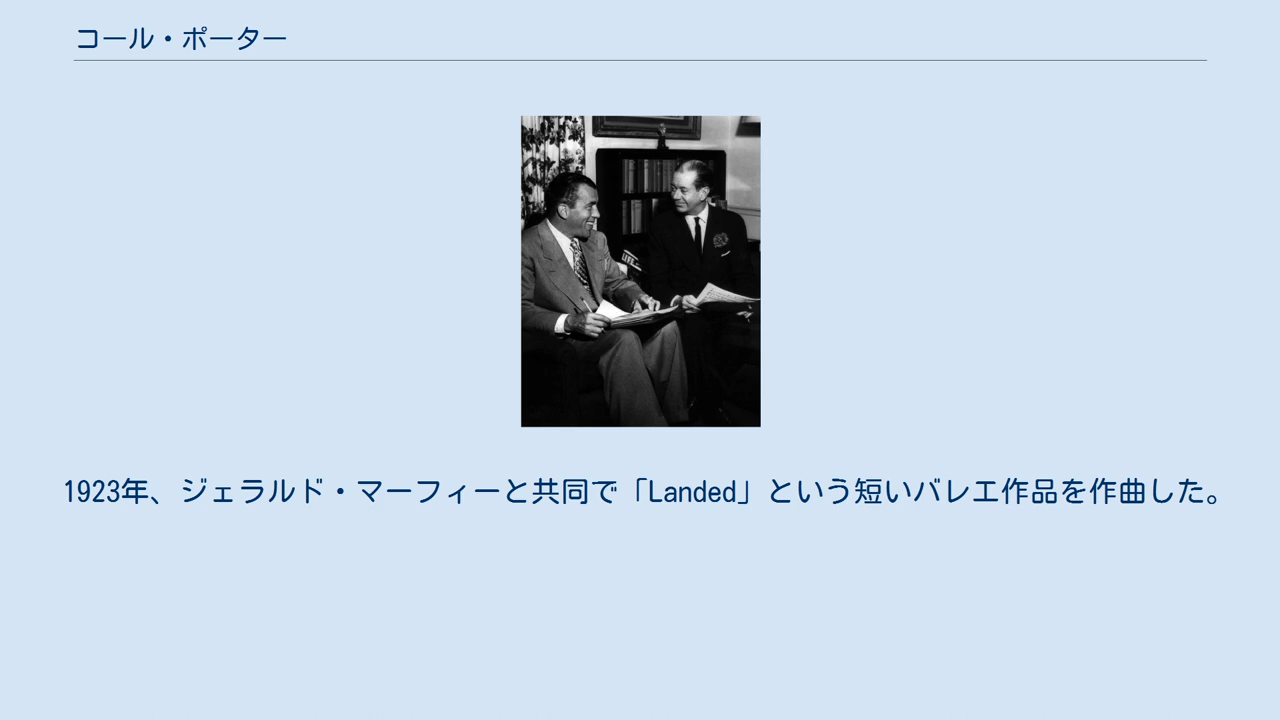 コール・ポーター
LIFE
1923年、ジェラルド・マーフィーと共同で「Landed」という短いバレエ作品を作曲した。